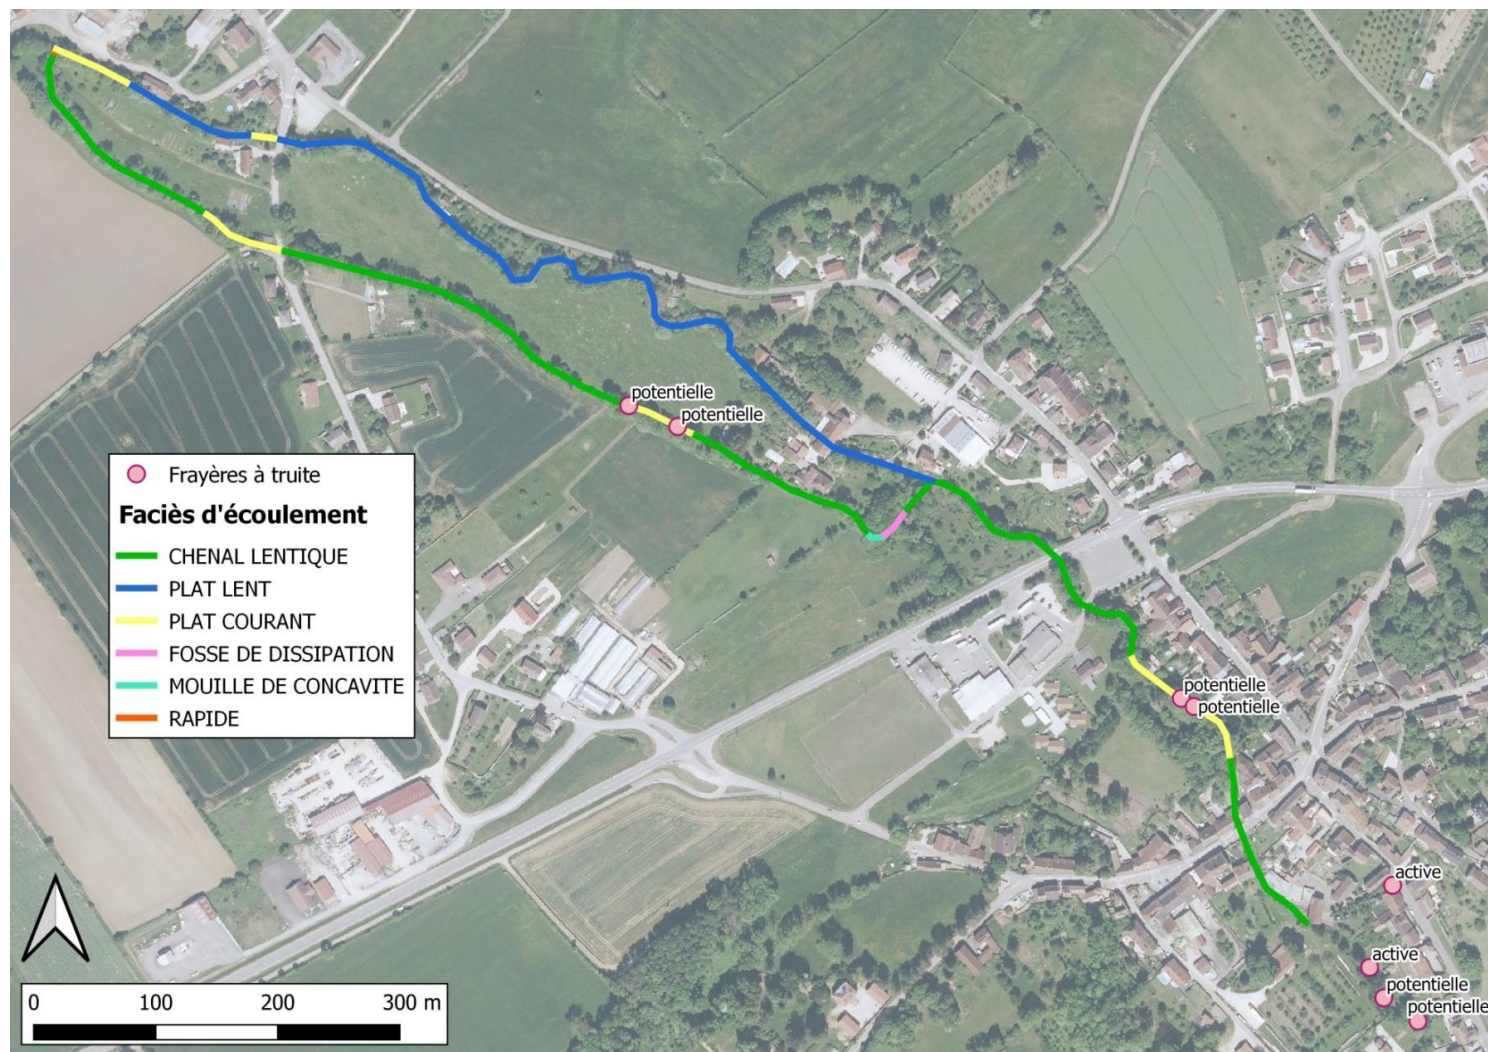 potentielle
potentielle
Frayères à truite
Faciès d'écoulement
CHENAL LENTIQUE
PLAT LENT
PLAT COURANT
FOSSE DE DISSIPATION
MOUILLE DE CONCAVITE
RAPIDE
potentielle
potentielle
active
active
potentielle
potentielle
0 100 200 300 m